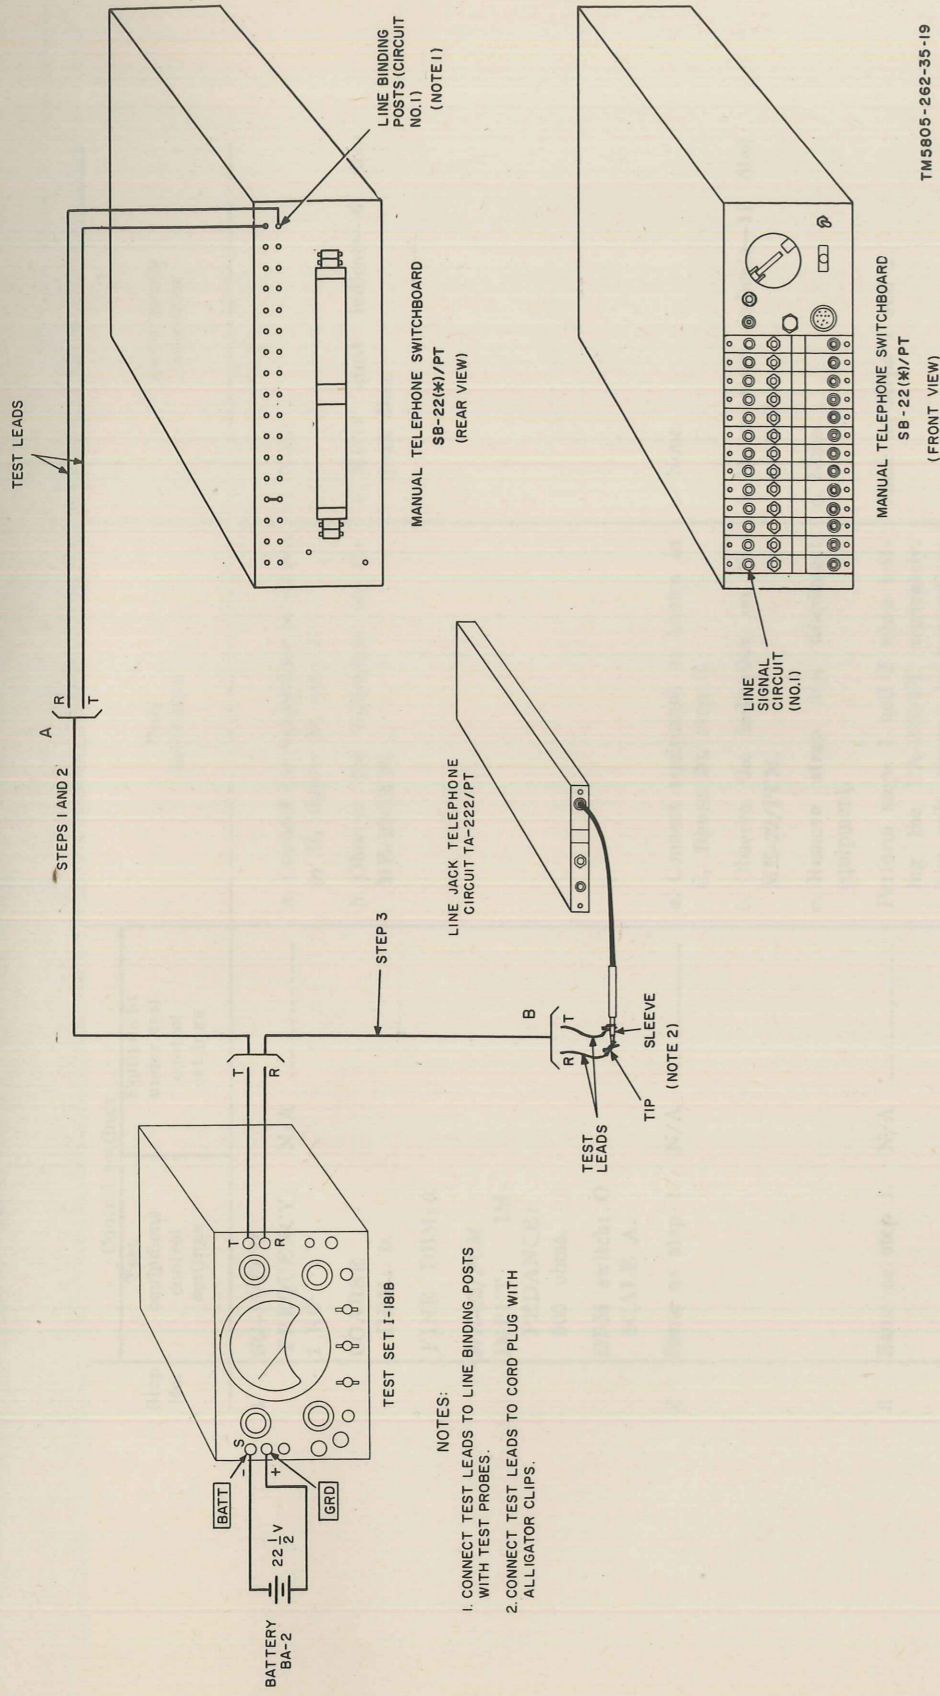 TEST LEADS
STEPS 1 AND 2
A
R
T
LINE BINDING
POSTS (CIRCUIT
NO.1)
(NOTE 1)
MANUAL TELEPHONE SWITCHBOARD
SB-22(*)/PT
(REAR VIEW)
BATTERY
BA-2
22 1/2 V
BATT
GRD
-
+
S
T
R
T
R
TEST SET I-181B
STEP 3
B
R
T
TEST
LEADS
TIP
SLEEVE
(NOTE 2)
LINE JACK TELEPHONE
CIRCUIT TA-222/PT
LINE
SIGNAL
CIRCUIT
(NO.1)
MANUAL TELEPHONE SWITCHBOARD
SB-22(*)/PT
(FRONT VIEW)
NOTES:
1. CONNECT TEST LEADS TO LINE BINDING POSTS
WITH TEST PROBES.
2. CONNECT TEST LEADS TO CORD PLUG WITH
ALLIGATOR CLIPS.
TM5805-262-35-19